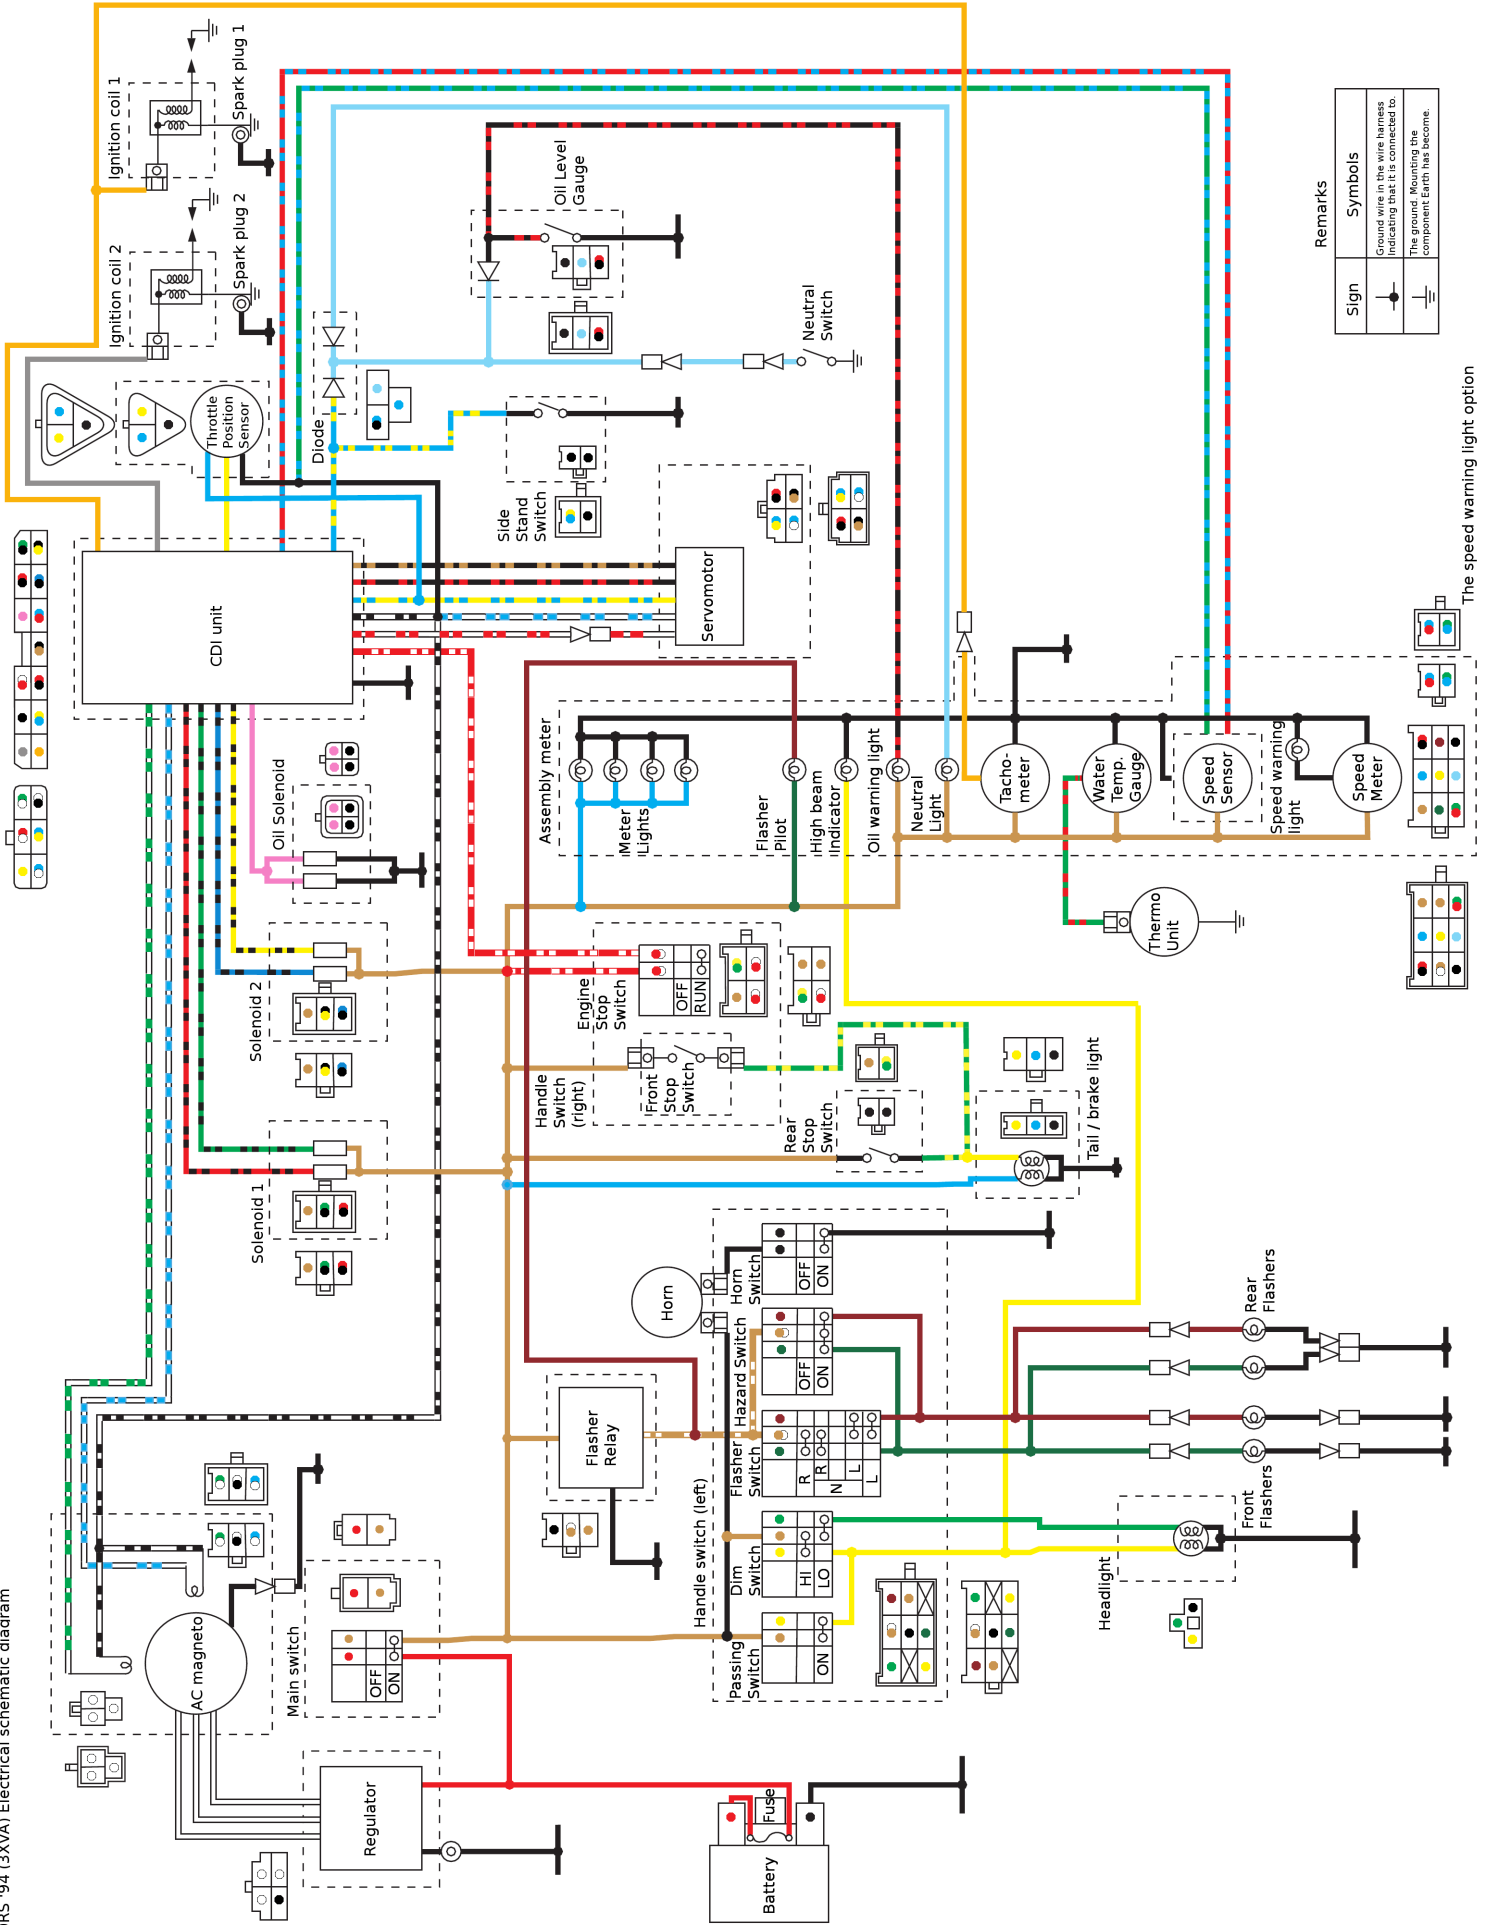 RS '94 (3XVA) Electrical schematic diagram
Ignition coil 1
Spark plug 1
Ignition coil 2
Spark plug 2
Throttle
Position
Sensor
Diode
Oil Level
Gauge
Neutral
Switch
Side
Stand
Switch
CDI unit
Servomotor
Remarks
Sign
Symbols
Ground wire in the wire harness
Indicating that it is connected to.
The ground. Mounting the
component Earth has become.
The speed warning light option
Oil Solenoid
Solenoid 2
Solenoid 1
Assembly meter
Meter
Lights
Flasher
Pilot
High beam
Indicator
Oil warning light
Neutral
Light
Tacho-
meter
Water
Temp.
Gauge
Speed
Sensor
Speed warning
light
Speed
Meter
Thermo
Unit
Engine
Stop
Switch
OFF
RUN
Handle
Switch
(right)
Front
Stop
Switch
Rear
Stop
Switch
Tail / brake light
Horn
Horn
Switch
OFF
ON
Hazard Switch
OFF
ON
Flasher
Relay
Flasher
Switch
R
R
N
L
L
Handle switch (left)
Dim
Switch
HI
LO
Passing
Switch
ON
Rear
Flashers
Front
Flashers
Headlight
AC magneto
Main switch
OFF
ON
Regulator
Battery
Fuse